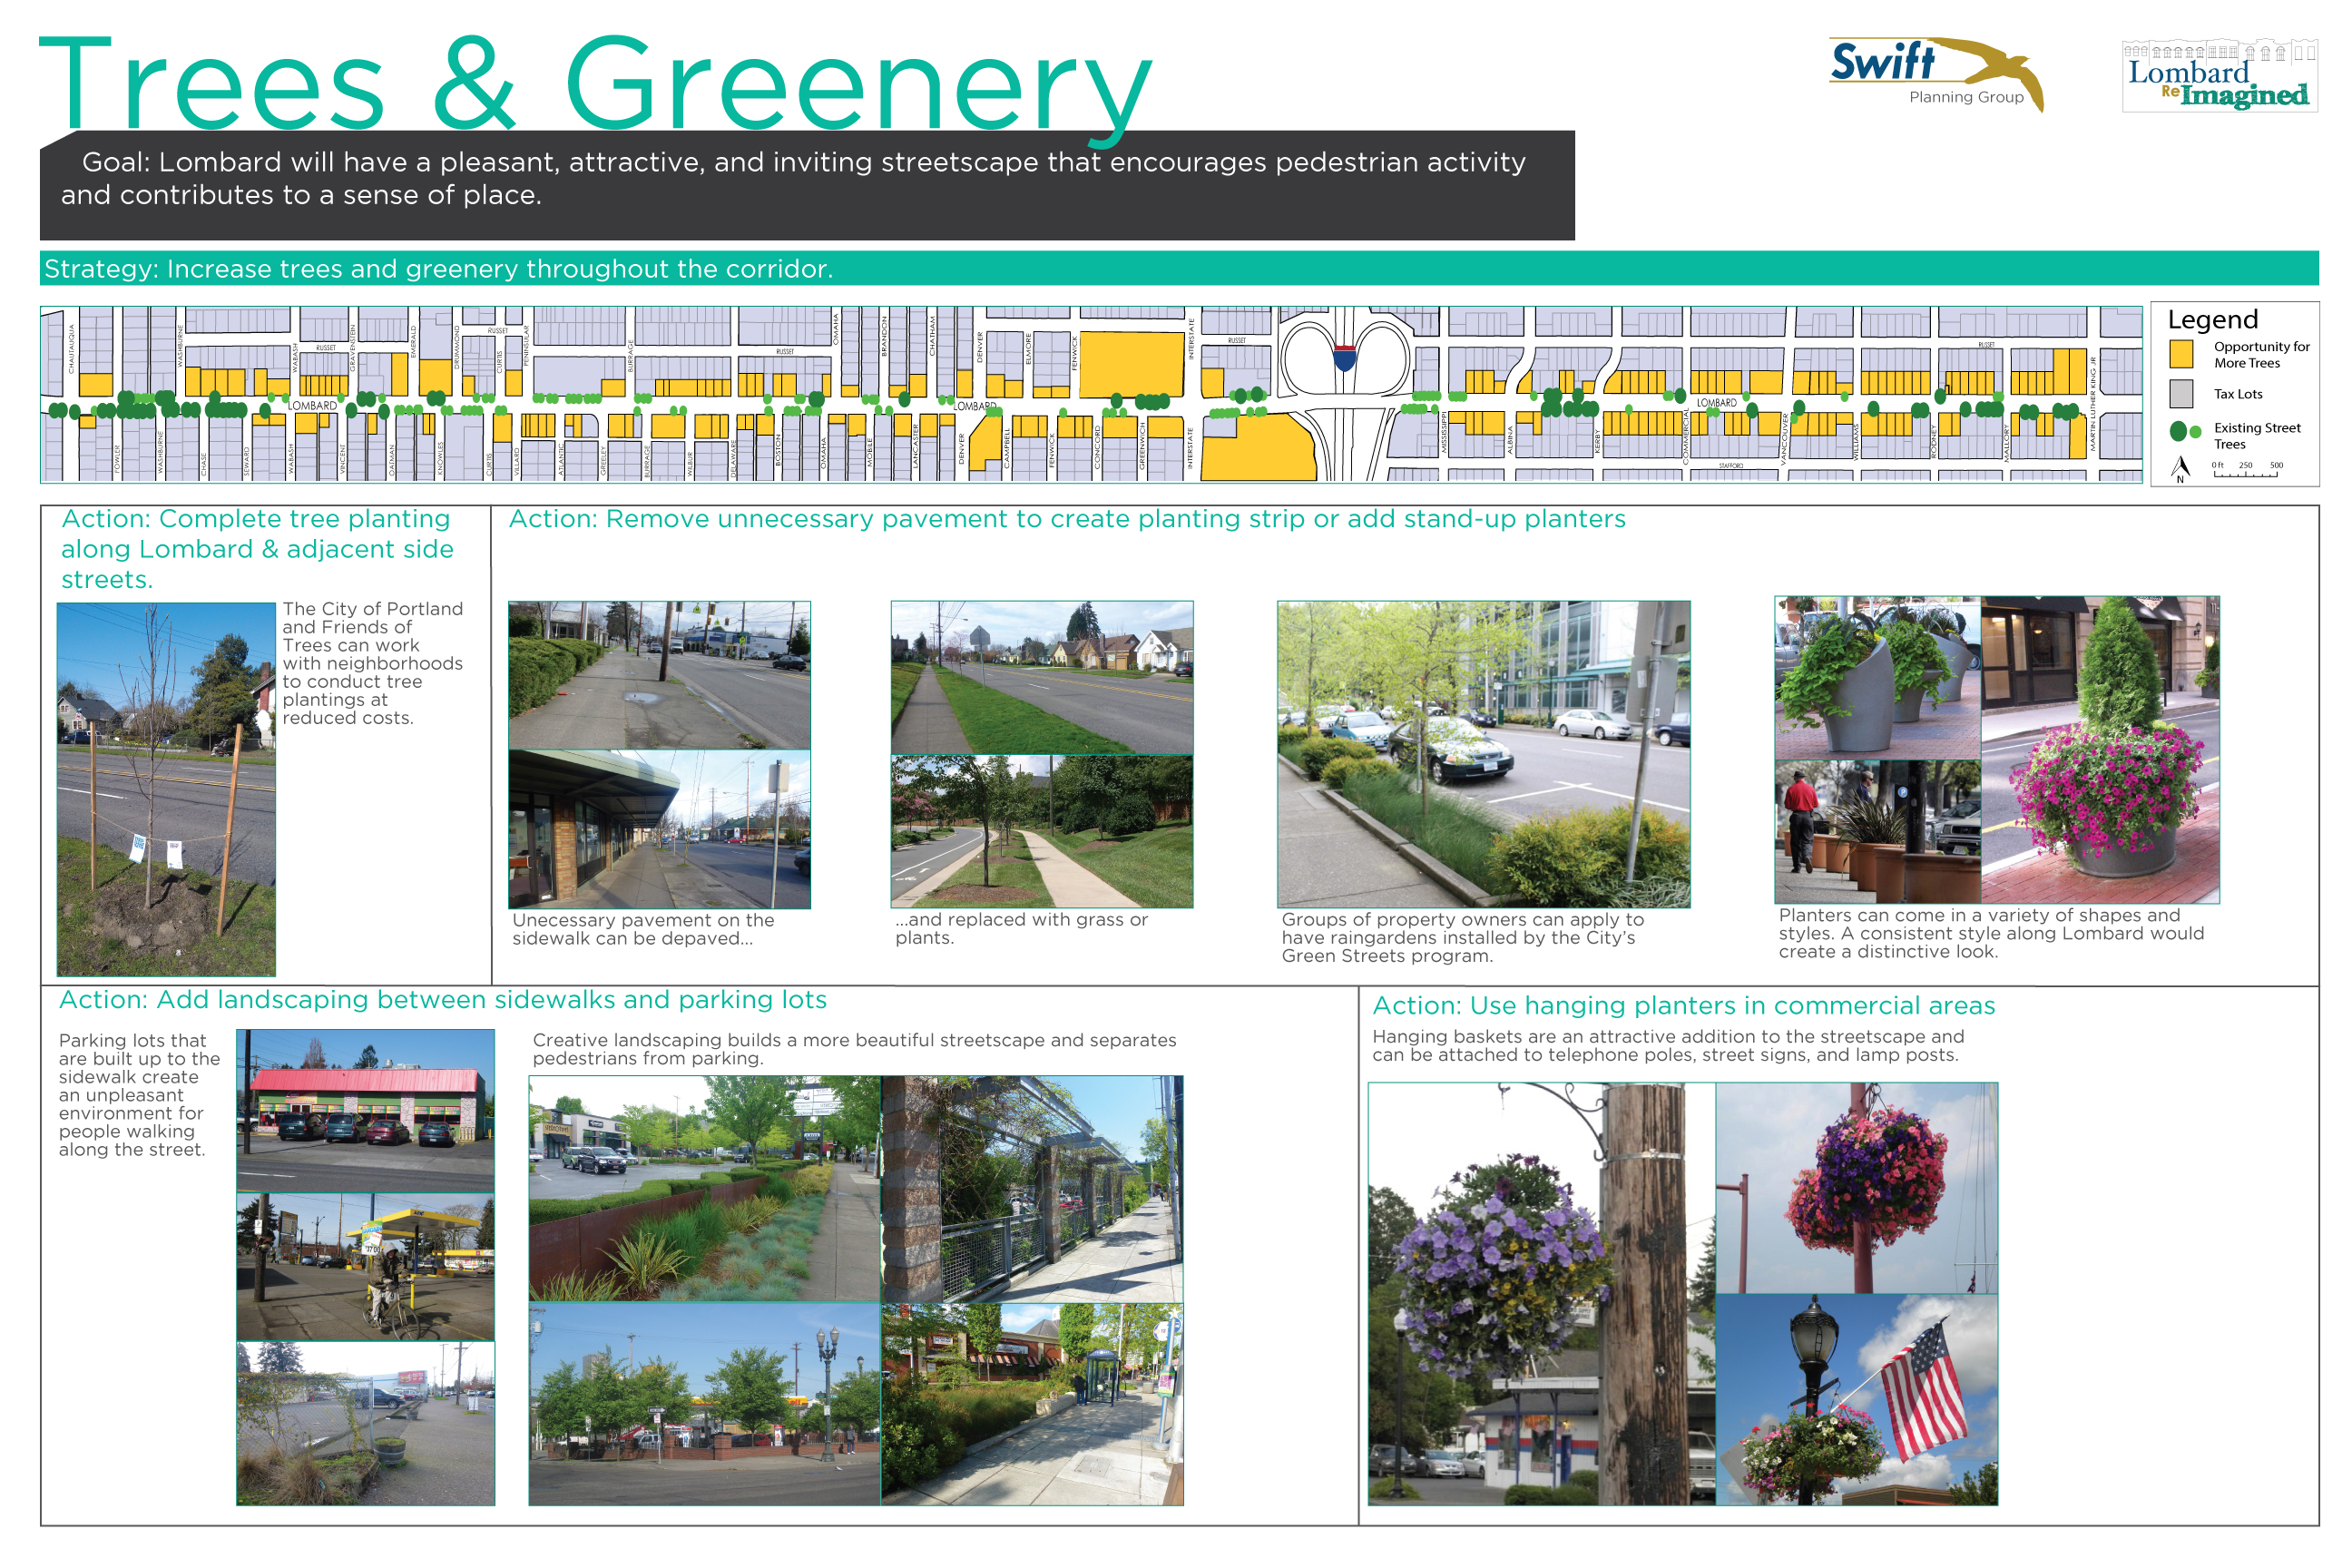 Trees & Greenery
Swift
Planning Group
Lombard
Re Imagined
Goal: Lombard will have a pleasant, attractive, and inviting streetscape that encourages pedestrian activity
and contributes to a sense of place.
Strategy: Increase trees and greenery throughout the corridor.
CHAUTAUQUA
WASHBURNE
WABASH
RUSSET
GRAVENSTEIN
EMERALD
DRUMMOND
RUSSET
CURTIS
PENINSULAR
BURRAGE
RUSSET
OMAHA
BRANDON
CHATHAM
DENVER
ELMORE
FENWICK
INTERSTATE
RUSSET
RUSSET
MARTIN LUTHER KING JR
LOMBARD
LOMBARD
LOMBARD
FOWLER
WASHBURNE
CHASE
SEWARD
WABASH
VINCENT
OATMAN
KNOWLES
CURTIS
VILLARD
ATLANTIC
GREELEY
BURRAGE
WILBUR
DELAWARE
BOSTON
OMAHA
MOBILE
LANCASTER
DENVER
CAMPBELL
FENWICK
CONCORD
GREENWICH
INTERSTATE
MISSISSIPPI
ALBINA
KERBY
COMMERCIAL
STAFFORD
VANCOUVER
WILLIAMS
RODNEY
MALLORY
Legend
Opportunity for
More Trees
Tax Lots
Existing Street
Trees
N
0 ft 250 500
Action: Complete tree planting
along Lombard & adjacent side
streets.
The City of Portland
and Friends of
Trees can work
with neighborhoods
to conduct tree
plantings at
reduced costs.
Action: Remove unnecessary pavement to create planting strip or add stand-up planters
Unecessary pavement on the
sidewalk can be depaved...
...and replaced with grass or
plants.
Groups of property owners can apply to
have raingardens installed by the City's
Green Streets program.
Planters can come in a variety of shapes and
styles. A consistent style along Lombard would
create a distinctive look.
Action: Add landscaping between sidewalks and parking lots
Parking lots that
are built up to the
sidewalk create
an unpleasant
environment for
people walking
along the street.
Creative landscaping builds a more beautiful streetscape and separates
pedestrians from parking.
Action: Use hanging planters in commercial areas
Hanging baskets are an attractive addition to the streetscape and
can be attached to telephone poles, street signs, and lamp posts.